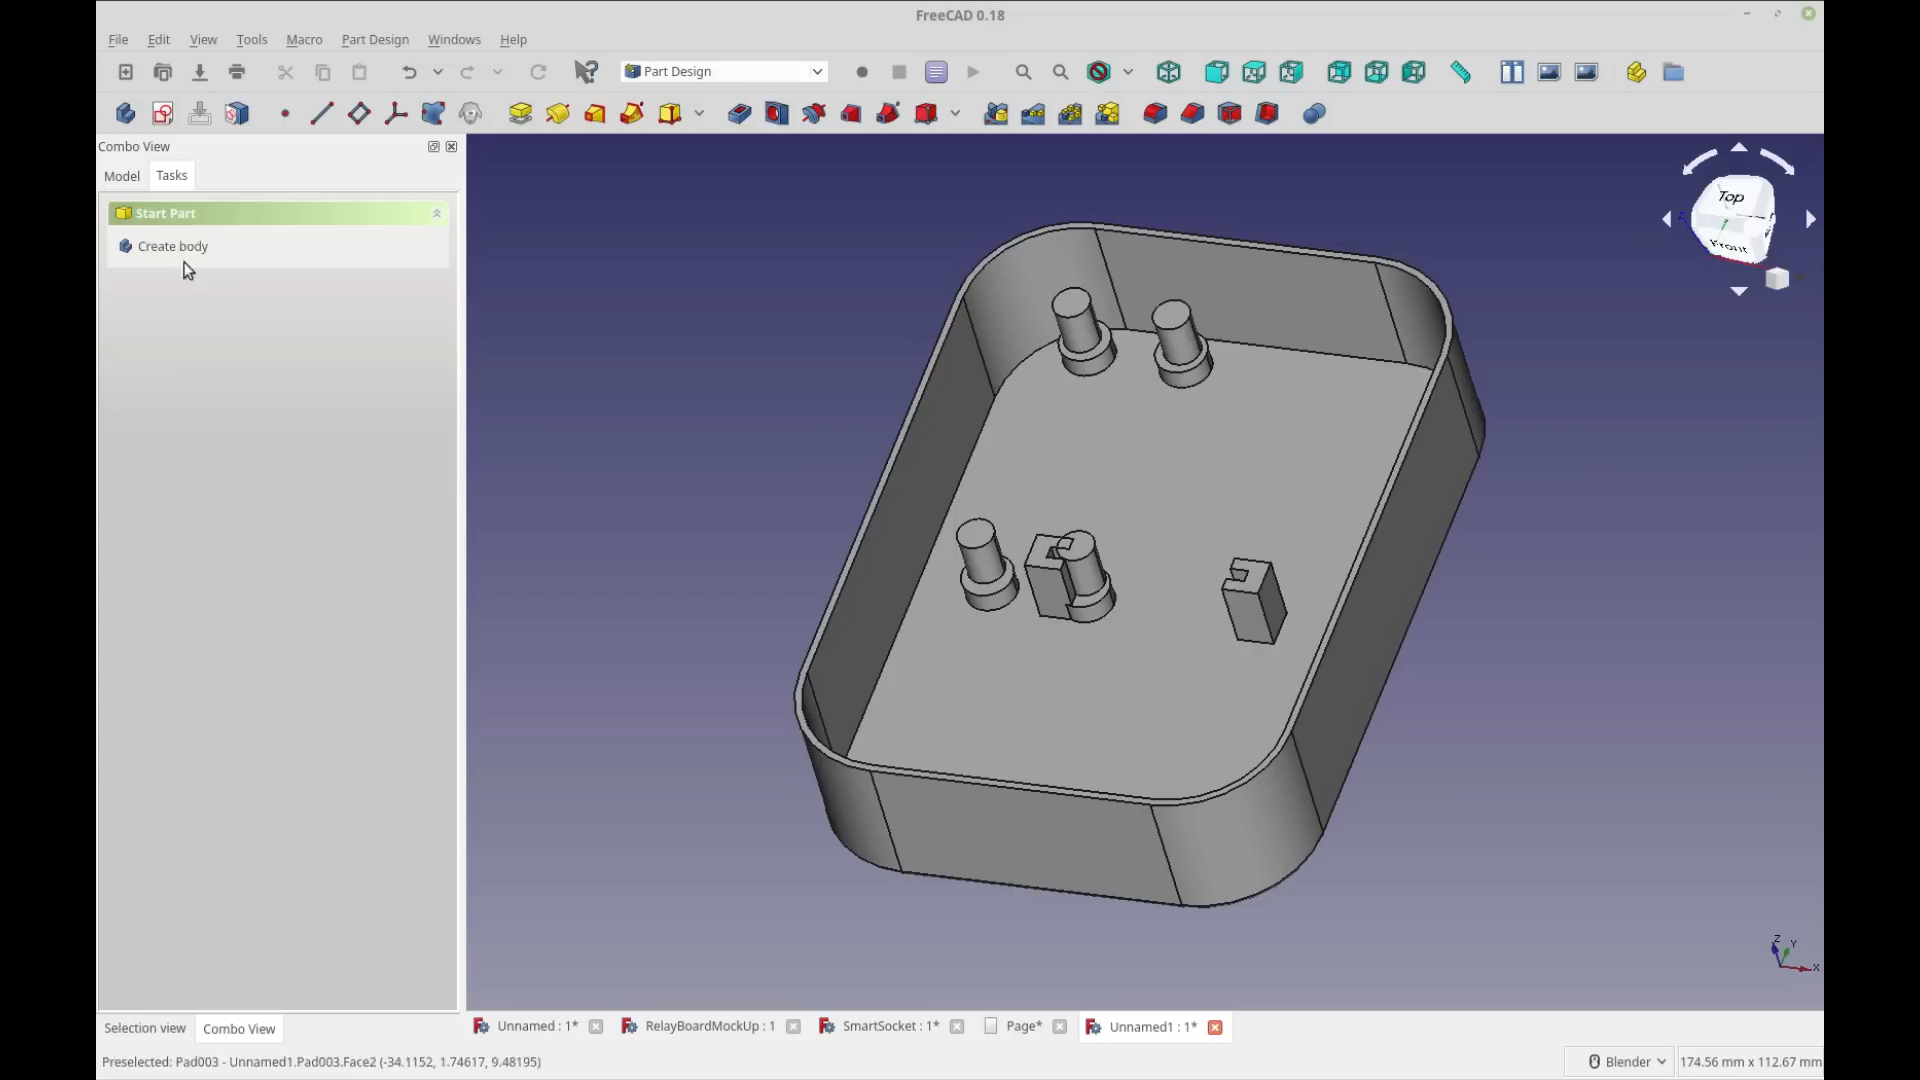 FreeCAD 0.18
File Edit View Tools Macro Part Design Windows Help
Part Design
Combo View
Model Tasks
Start Part
Create body
Top
Front
Z
Y
X
Selection view Combo View
Unnamed : 1* RelayBoardMockUp : 1 SmartSocket : 1* Page* Unnamed1 : 1*
Preselected: Pad003 - Unnamed1.Pad003.Face2 (-34.1152, 1.74617, 9.48195) Blender 174.56 mm x 112.67 mm